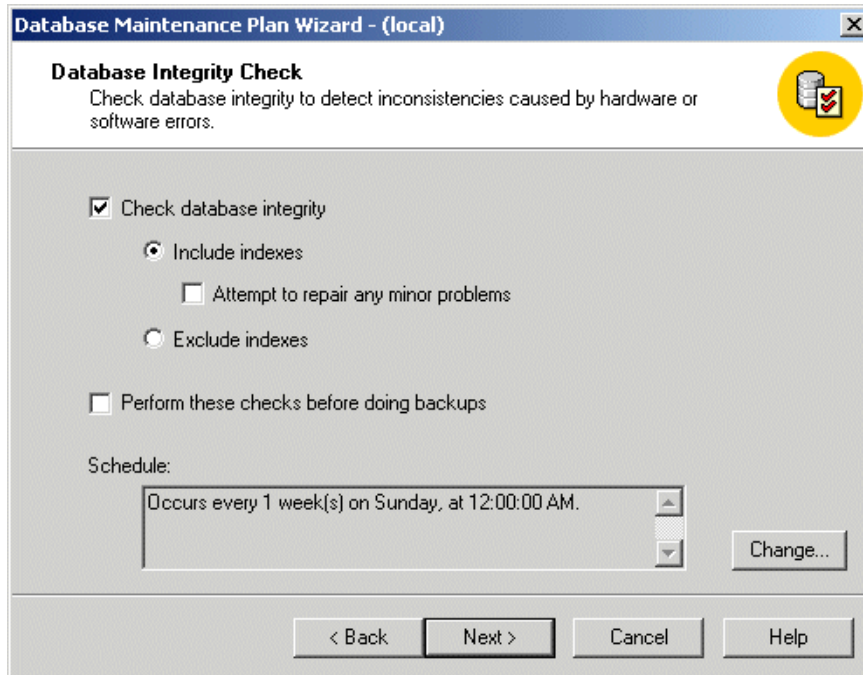 Database Maintenance Plan Wizard - (local)
Database Integrity Check
Check database integrity to detect inconsistencies caused by hardware or
software errors.
Check database integrity
Include indexes
Attempt to repair any minor problems
Exclude indexes
Perform these checks before doing backups
Schedule:
Occurs every 1 week(s) on Sunday, at 12:00:00 AM.
Change...
< Back Next > Cancel Help